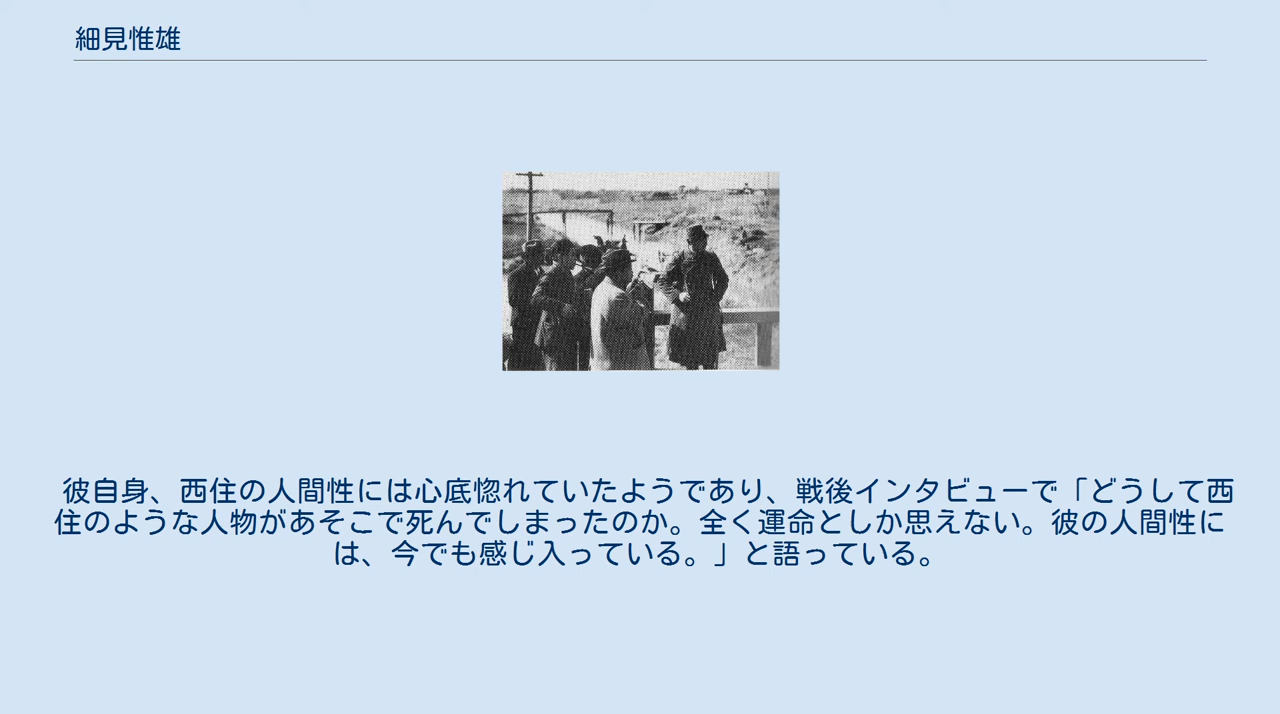 細見惟雄
彼自身、西住の人間性には心底惚れていたようであり、戦後インタビューで「どうして西
住のような人物があそこで死んでしまったのか。全く運命としか思えない。彼の人間性に
は、今でも感じ入っている。」と語っている。